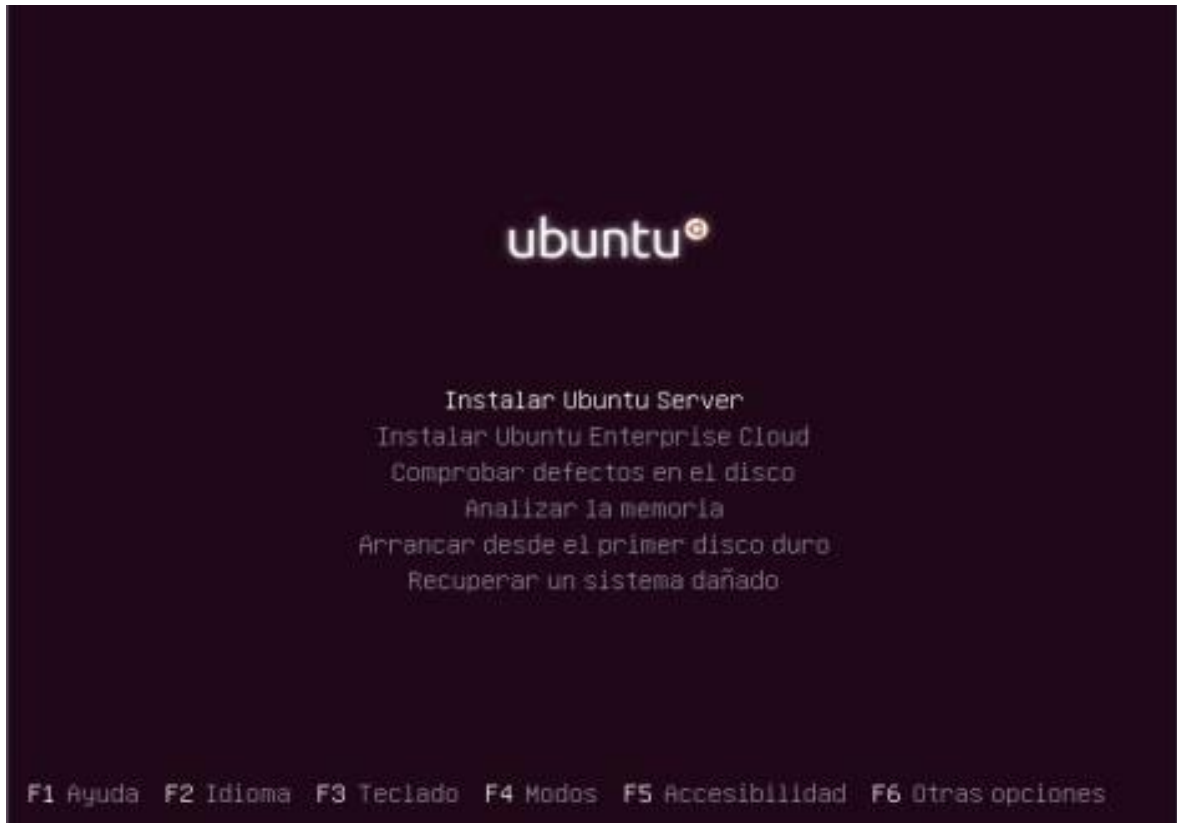 ubuntu
Instalar Ubuntu Server
Instalar Ubuntu Enterprise Cloud
Comprobar defectos en el disco
Analizar la memoria
Arrancar desde el primer disco duro
Recuperar un sistema dañado
F1 Ayuda F2 Idioma F3 Teclado F4 Modos F5 Accesibilidad F6 Otras opciones